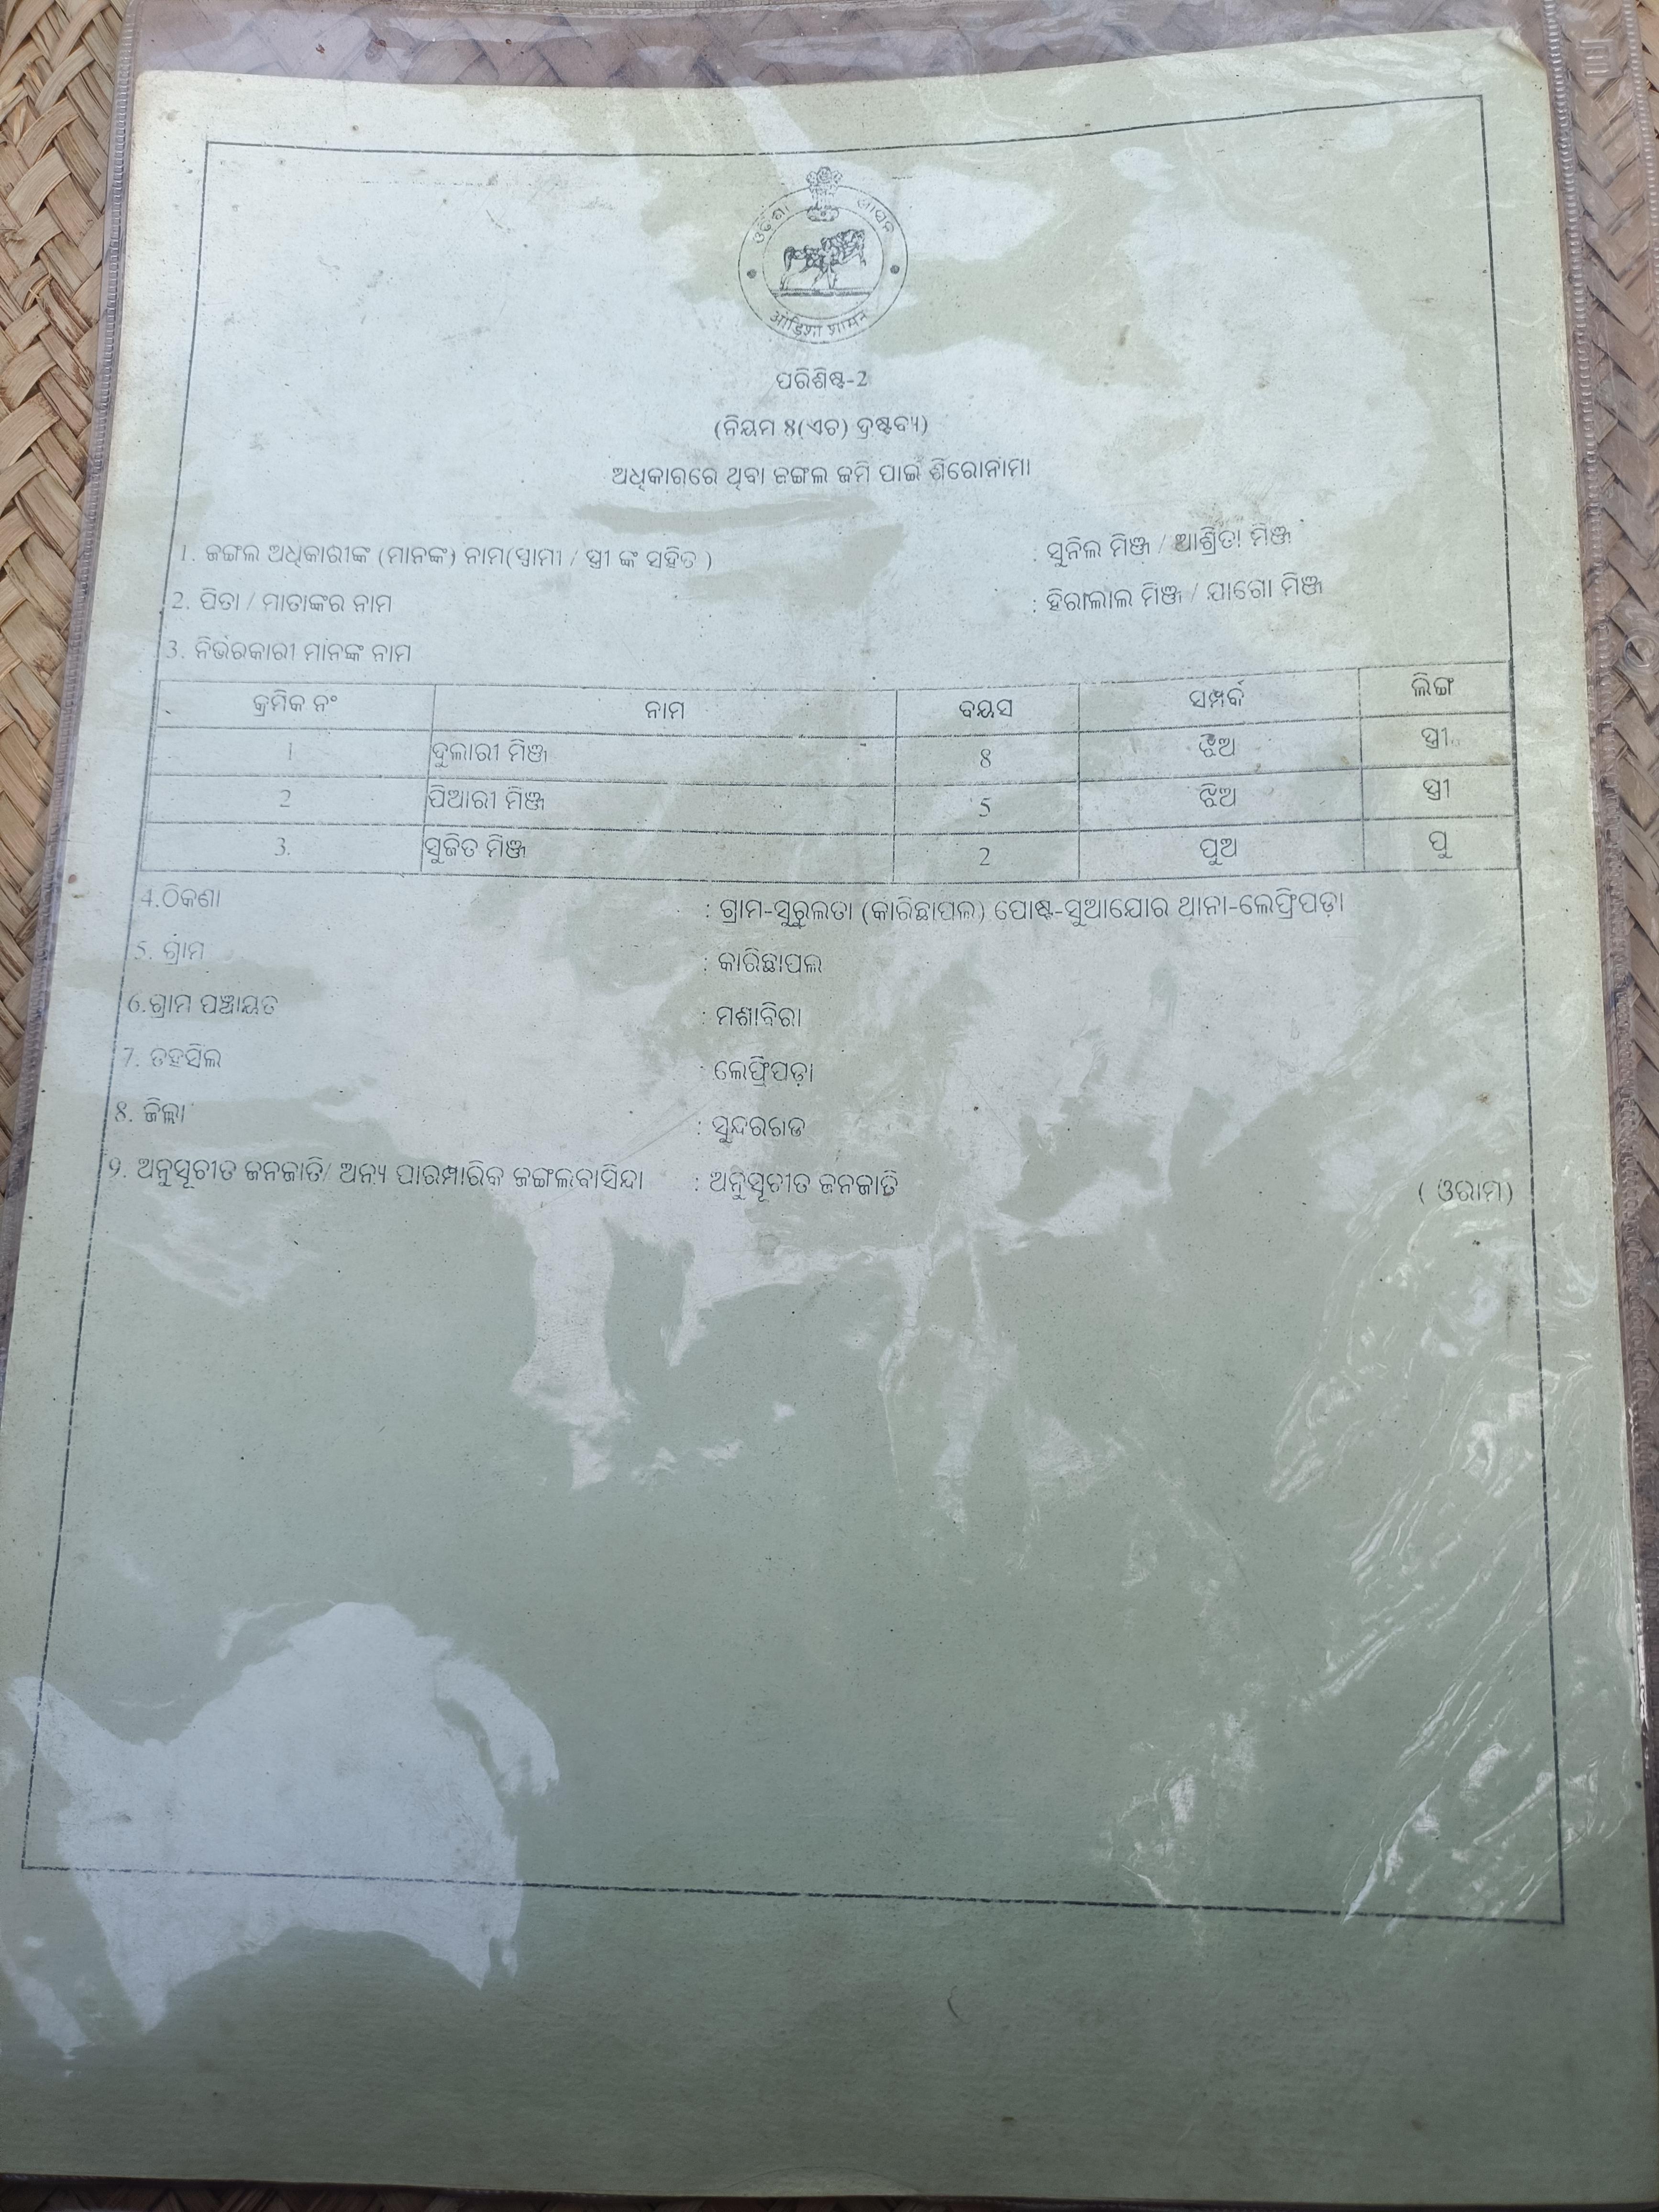 ଓଡ଼ିଶା ଶାସନ
ओड़िशा शासन
ପରିଶିଷ୍ଟ-2
(ନିୟମ ୪(ଏଚ) ଦ୍ରଷ୍ଟବ୍ୟ)
ଅଧିକାରରେ ଥିବା ଜଙ୍ଗଲ ଜମି ପାଇଁ ଶିରୋନାମା
1. ଜଙ୍ଗଲ ଅଧିକାରୀଙ୍କ (ମାନଙ୍କ) ନାମ(ସ୍ୱାମୀ / ସ୍ତ୍ରୀ ଙ୍କ ସହିତ ) : ସୁନିଲ ମିଞ୍ଜ / ଆଶ୍ରିତା ମିଞ୍ଜ
2. ପିତା / ମାତାଙ୍କର ନାମ : ହିରାଲାଲ ମିଞ୍ଜ / ଯାଗୋ ମିଞ୍ଜ
3. ନିର୍ଭରକାରୀ ମାନଙ୍କ ନାମ
କ୍ରମିକ ନଂ ନାମ ବୟସ ସମ୍ପର୍କ ଲିଙ୍ଗ
1 ଦୁଲାରୀ ମିଞ୍ଜ 8 ଝିଅ ସ୍ତ୍ରୀ
2 ପିଆରୀ ମିଞ୍ଜ 5 ଝିଅ ସ୍ତ୍ରୀ
3. ସୁଜିତ ମିଞ୍ଜ 2 ପୁଅ ପୁ
4.ଠିକଣା : ଗ୍ରାମ-ସୁରୁଲତା (କାରିଛାପଲ) ପୋଷ୍ଟ-ସୁଆଯୋର ଥାନା-ଲେଫ୍ରିପଡ଼ା
5. ଗ୍ରାମ : କାରିଛାପଲ
6.ଗ୍ରାମ ପଞ୍ଚାୟତ : ମଶାବିରା
7. ତହସିଲ : ଲେଫ୍ରିପଡ଼ା
8. ଜିଲ୍ଲା : ସୁନ୍ଦରଗଡ
୨. ଅନୁସୂଚୀତ ଜନଜାତି/ ଅନ୍ୟ ପାରମ୍ପାରିକ ଜଙ୍ଗଲବାସିନ୍ଦା : ଅନୁସୂଚୀତ ଜନଜାତି ( ଓରାମ)